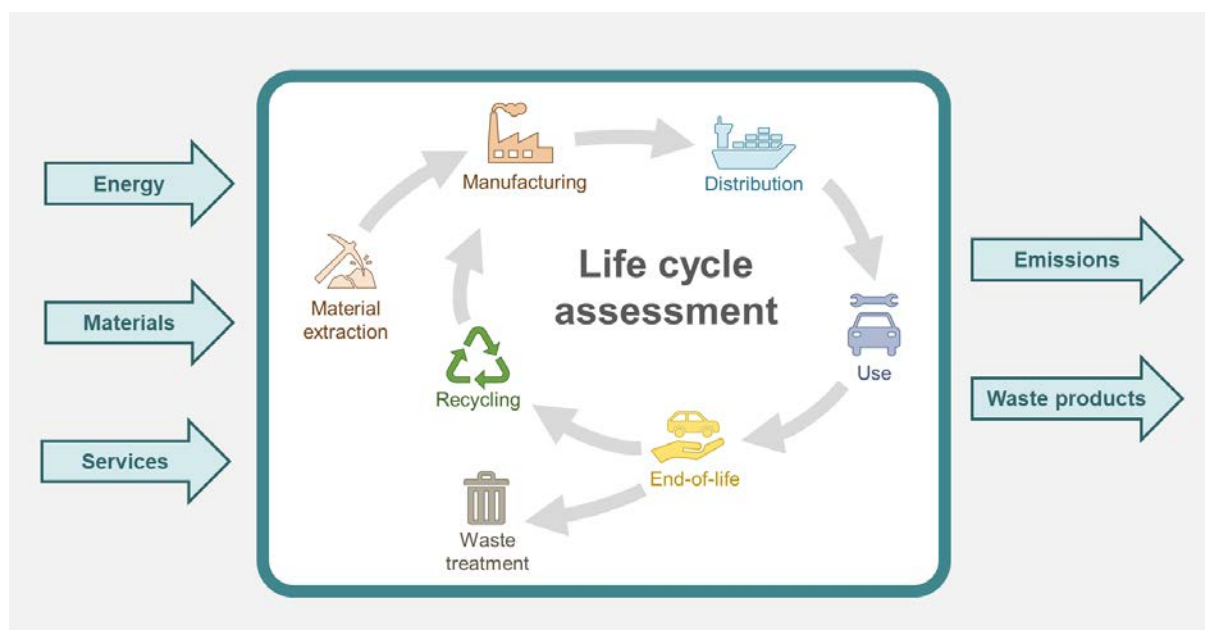 Energy
Materials
Services
Manufacturing
Distribution
Material
extraction
Life cycle
assessment
Use
Recycling
End-of-life
Waste
treatment
Emissions
Waste products